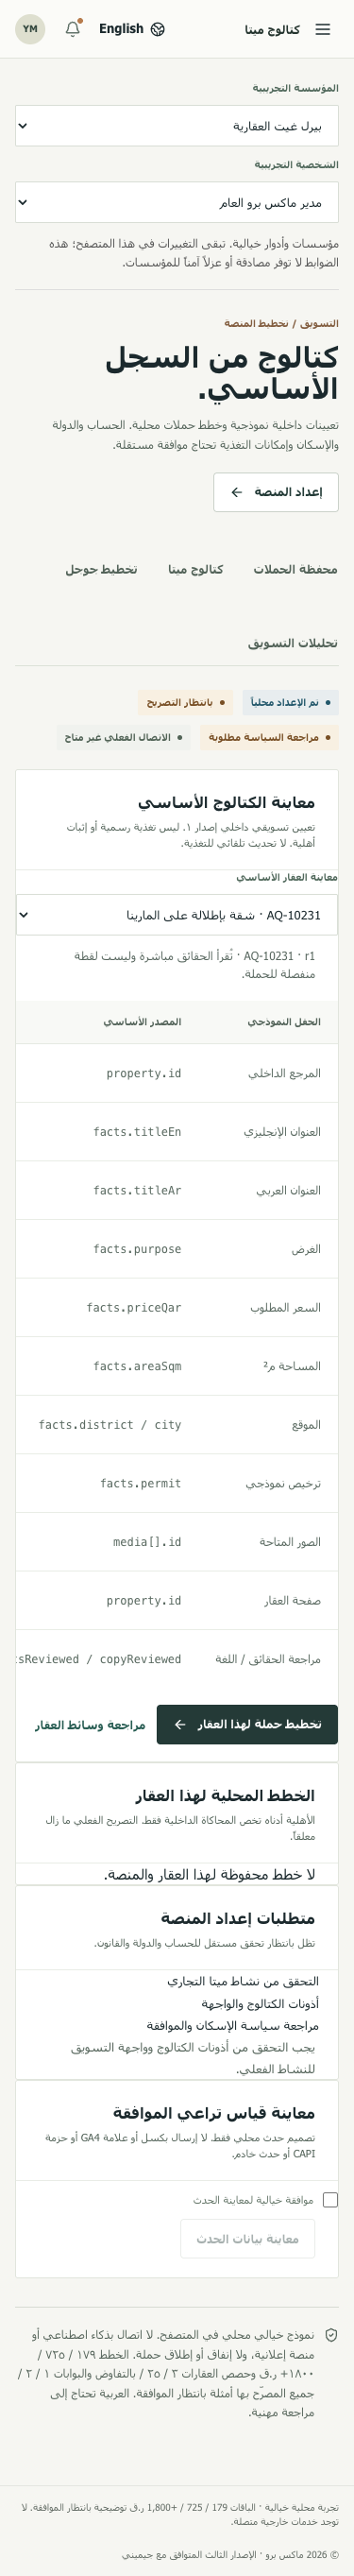 كتالوج ميتا
English
YM
المؤسسة التجريبية
بيرل غيت العقارية
الشخصية التجريبية
مدير ماكس برو العام
مؤسسات وأدوار خيالية. تبقى التغييرات في هذا المتصفح؛ هذه
الضوابط لا توفر مصادقة أو عزلاً آمناً للمؤسسات.
التسويق / تخطيط المنصة
كتالوج من السجل
الأساسي.
تعيينات داخلية نموذجية وخطط حملات محلية. الحساب والدولة
والإسكان وإمكانات التغذية تحتاج موافقة مستقلة.
إعداد المنصة
محفظة الحملات
كتالوج ميتا
تخطيط جوجل
تحليلات التسويق
تم الإعداد محلياً
بانتظار التصريح
مراجعة السياسة مطلوبة
الاتصال الفعلي غير متاح
معاينة الكتالوج الأساسي
تعيين تسويقي داخلي إصدار ١. ليس تغذية رسمية أو إثبات
أهلية. لا تحديث تلقائي للتغذية.
معاينة العقار الأساسي
AQ-10231 · شقة بإطلالة على المارينا
AQ-10231 · r1 · تُقرأ الحقائق مباشرة وليست لقطة
منفصلة للحملة.
الحقل النموذجي
المصدر الأساسي
المرجع الداخلي
property.id
العنوان الإنجليزي
facts.titleEn
العنوان العربي
facts.titleAr
الغرض
facts.purpose
السعر المطلوب
facts.priceQar
المساحة م²
facts.areaSqm
الموقع
facts.district / city
ترخيص نموذجي
facts.permit
الصور المتاحة
media[].id
صفحة العقار
property.id
مراجعة الحقائق / اللغة
sReviewed / copyReviewed
تخطيط حملة لهذا العقار
مراجعة وسائط العقار
الخطط المحلية لهذا العقار
الأهلية أدناه تخص المحاكاة الداخلية فقط. التصريح الفعلي ما زال
معلقاً.
لا خطط محفوظة لهذا العقار والمنصة.
متطلبات إعداد المنصة
تظل بانتظار تحقق مستقل للحساب والدولة والقانون.
التحقق من نشاط ميتا التجاري
أذونات الكتالوج والواجهة
مراجعة سياسة الإسكان والموافقة
يجب التحقق من أذونات الكتالوج وواجهة التسويق
للنشاط الفعلي.
معاينة قياس تراعي الموافقة
تصميم حدث محلي فقط. لا إرسال بكسل أو علامة GA4 أو حزمة
CAPI أو حدث خادم.
موافقة خيالية لمعاينة الحدث
معاينة بيانات الحدث
نموذج خيالي محلي في المتصفح. لا اتصال بذكاء اصطناعي أو
منصة إعلانية، ولا إنفاق أو إطلاق حملة. الخطط ١٧٩ / ٧٢٥ /
١٨٠٠+ ر.ق وحصص العقارات ٣ / ٢٥ / بالتفاوض والبوابات ١ / ٢ /
جميع المصرّح بها أمثلة بانتظار الموافقة. العربية تحتاج إلى
مراجعة مهنية.
تجربة محلية خيالية · الباقات 179 / 725 / +1,800 ر.ق توضيحية بانتظار الموافقة. لا
توجد خدمات خارجية متصلة.
© 2026 ماكس برو · الإصدار الثالث المتوافق مع جيميني